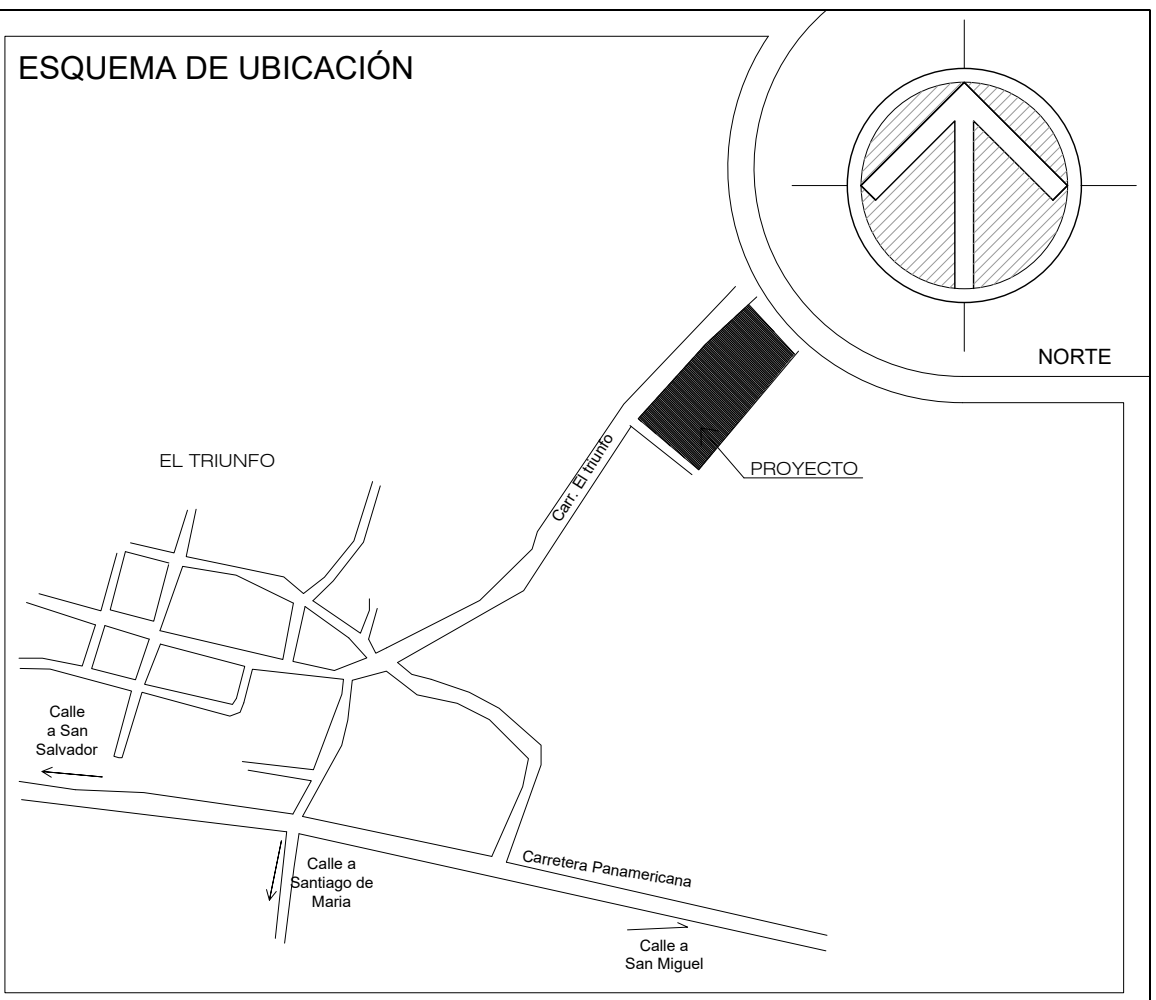 ESQUEMA DE UBICACIÓN
NORTE
EL TRIUNFO
Carr. El triunfo
PROYECTO
Calle
a San
Salvador
Calle a
Santiago de
Maria
Carretera Panamericana
Calle a
San Miguel